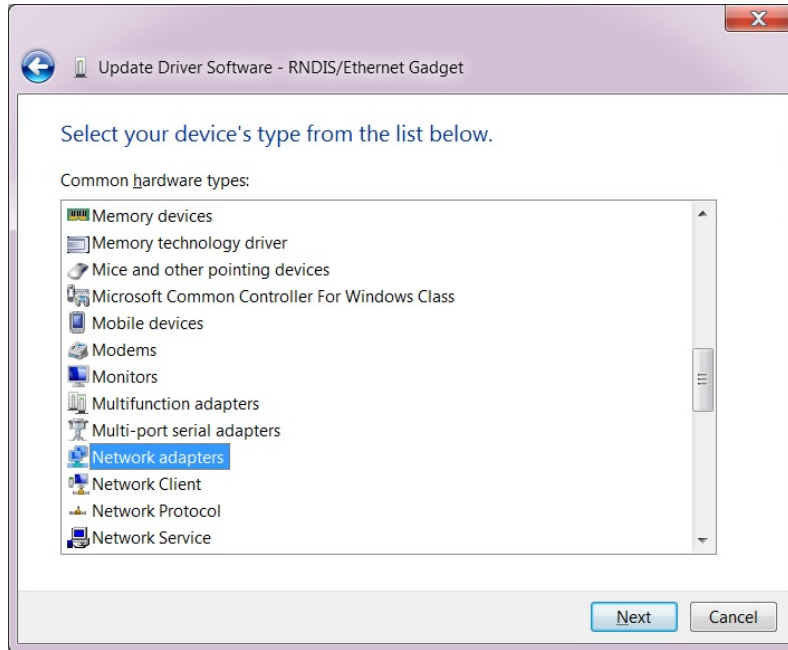 Update Driver Software - RNDIS/Ethernet Gadget
Select your device's type from the list below.
Common hardware types:
Memory devices
Memory technology driver
Mice and other pointing devices
Microsoft Common Controller For Windows Class
Mobile devices
Modems
Monitors
Multifunction adapters
Multi-port serial adapters
Network adapters
Network Client
Network Protocol
Network Service
Next Cancel